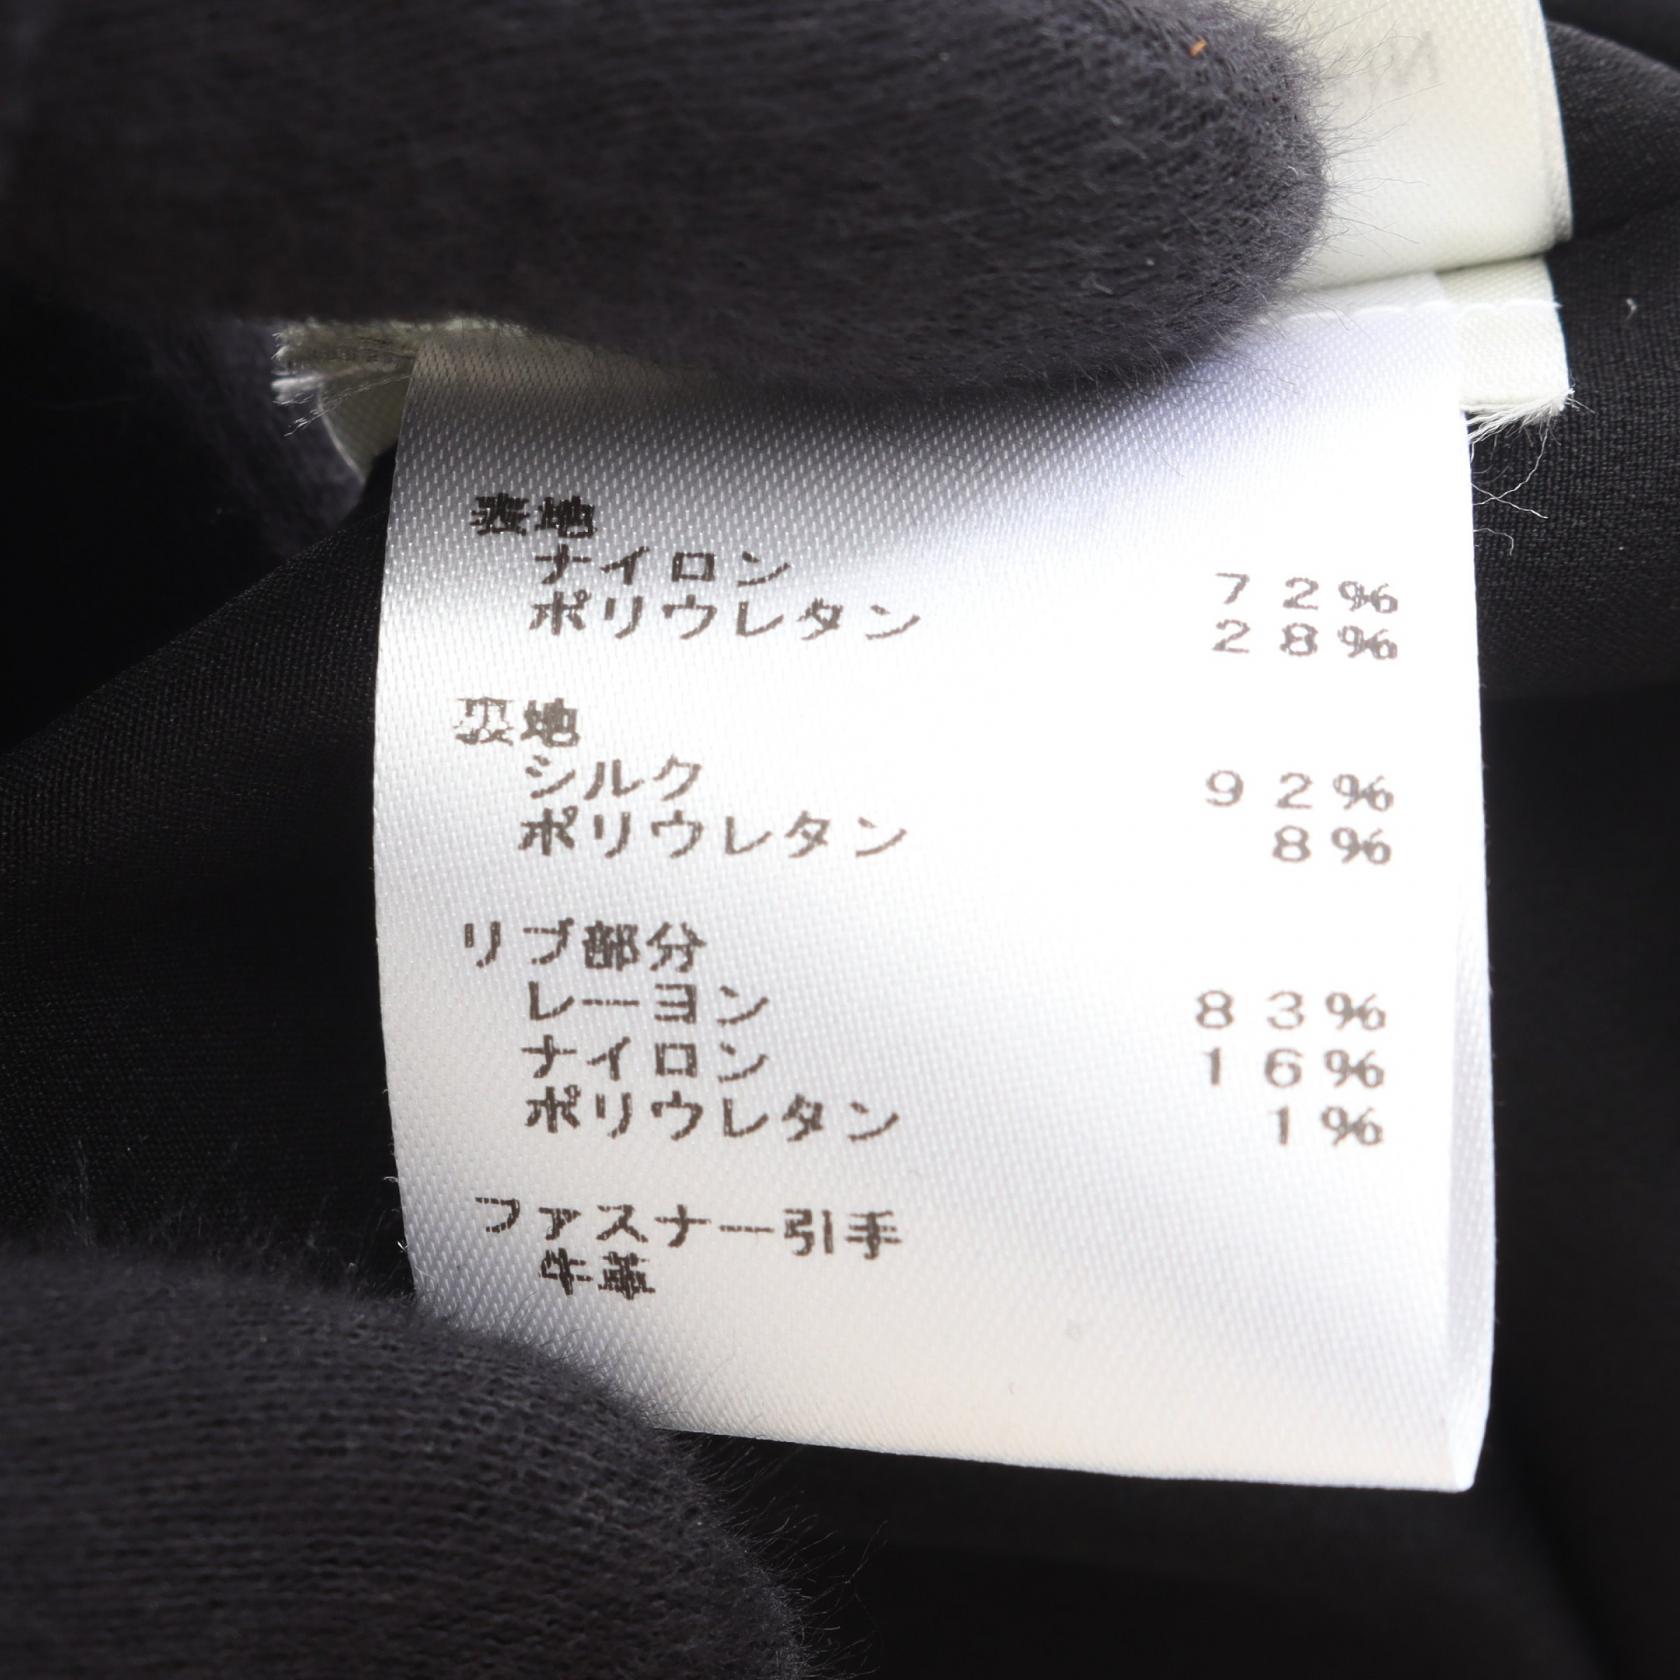 表地
ナイロン 72%
ポリウレタン 28%
裏地
シルク 92%
ポリウレタン 8%
リブ部分
レーヨン 83%
ナイロン 16%
ポリウレタン 1%
ファスナー引手
牛革